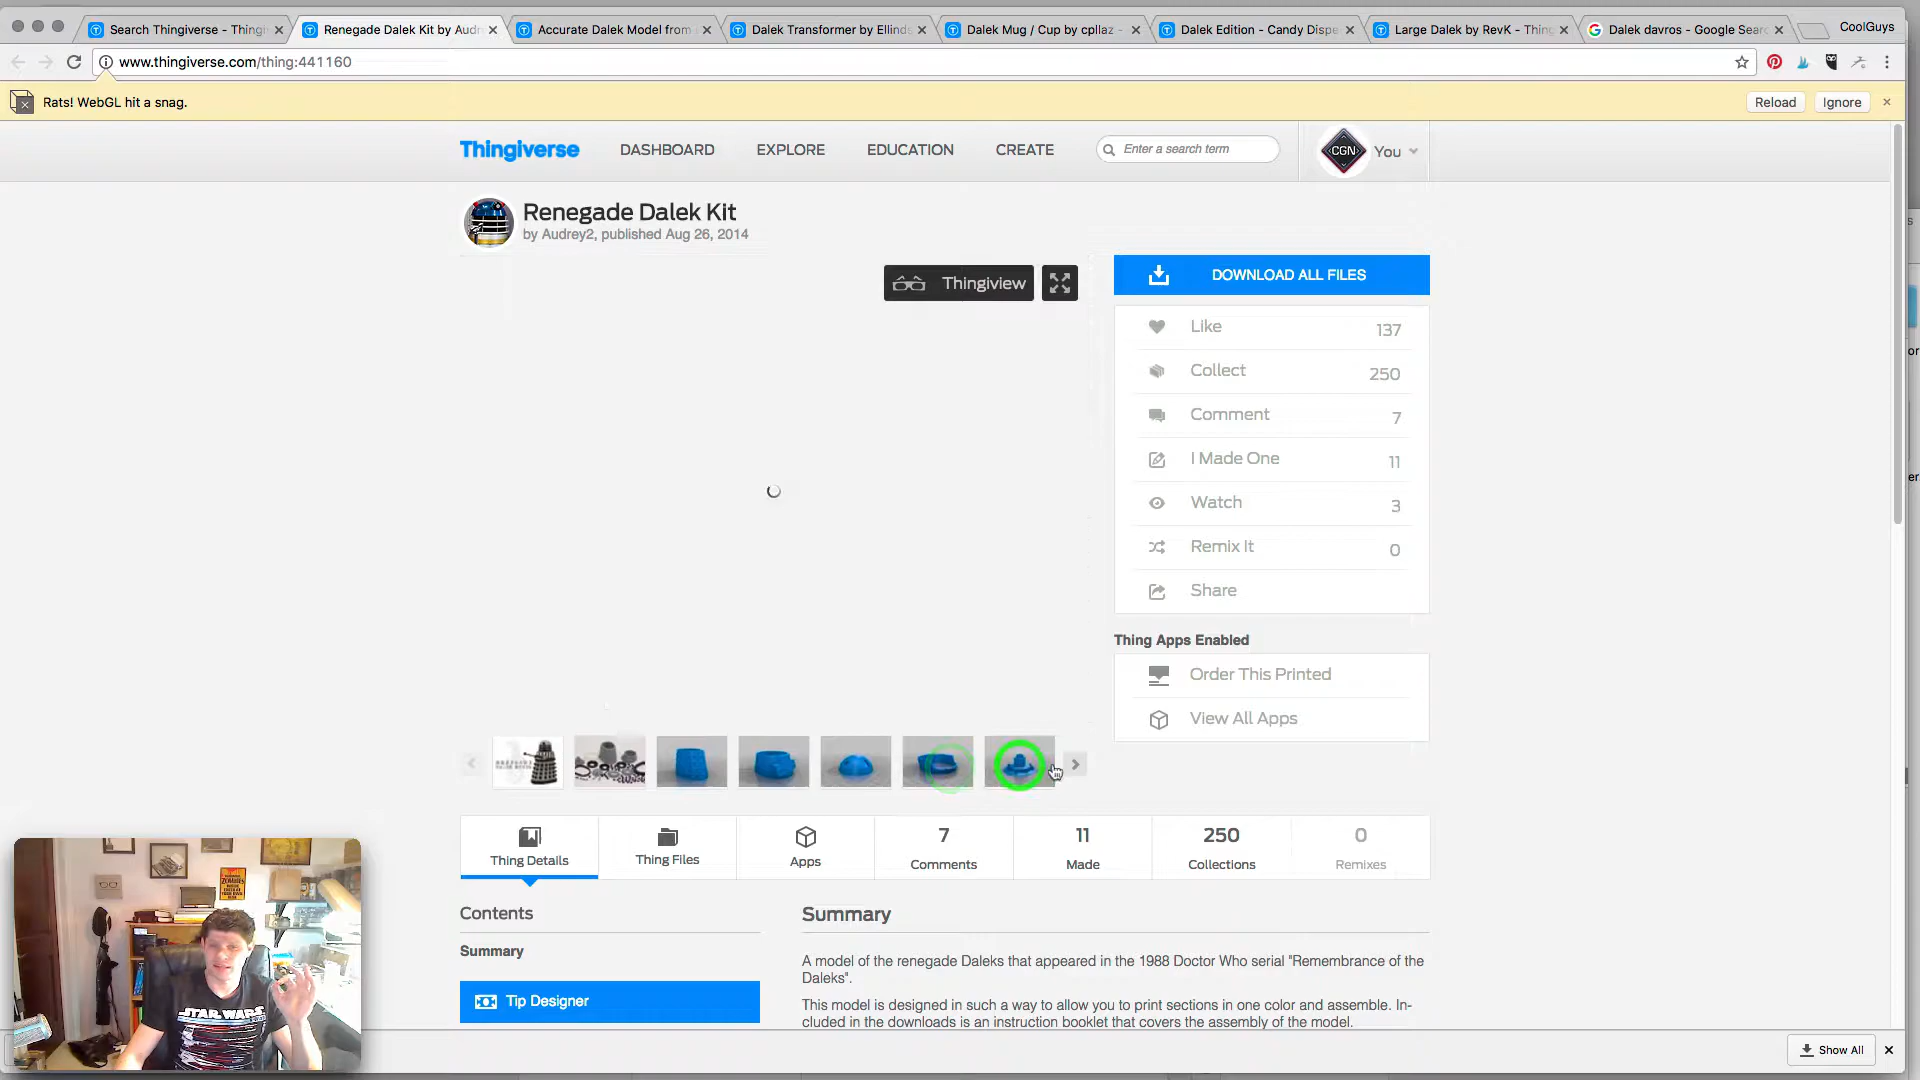 Search Thingiverse - Thingi
Renegade Dalek Kit by Audr
Accurate Dalek Model from
Dalek Transformer by Ellind
Dalek Mug / Cup by cpllaz -
Dalek Edition - Candy Dispe
Large Dalek by RevK - Thing
Dalek davros - Google Sear
CoolGuys
www.thingiverse.com/thing:441160
Rats! WebGL hit a snag.
Reload
Ignore
Thingiverse
DASHBOARD
EXPLORE
EDUCATION
CREATE
Enter a search term
CGN
You
Renegade Dalek Kit
by Audrey2, published Aug 26, 2014
Thingiview
DOWNLOAD ALL FILES
Like 137
Collect 250
Comment 7
I Made One 11
Watch 3
Remix It 0
Share
Thing Apps Enabled
Order This Printed
View All Apps
Thing Details
Thing Files
Apps
7
Comments
11
Made
250
Collections
0
Remixes
Contents
Summary
Tip Designer
Summary
A model of the renegade Daleks that appeared in the 1988 Doctor Who serial "Remembrance of the
Daleks".
This model is designed in such a way to allow you to print sections in one color and assemble. In-
cluded in the downloads is an instruction booklet that covers the assembly of the model.
STAR WARS
ZOMBIES
Show All